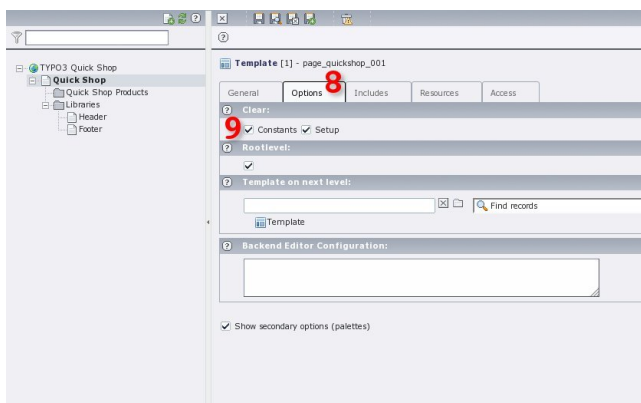 Template [1] - page_quickshop_001
TYPO3 Quick Shop
Quick Shop
Quick Shop Products
Libraries
Header
Footer
8
General Options Includes Resources Access
Clear:
9
Constants Setup
Rootlevel:
Template on next level:
Find records
Template
Backend Editor Configuration:
Show secondary options (palettes)